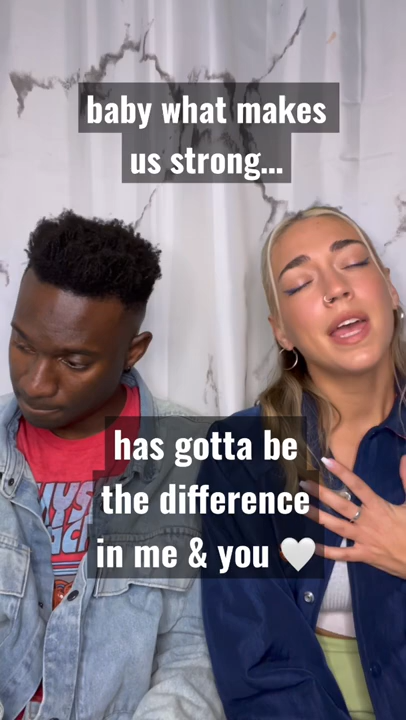 baby what makes
us strong...
has gotta be
the difference
in me & you 🤍